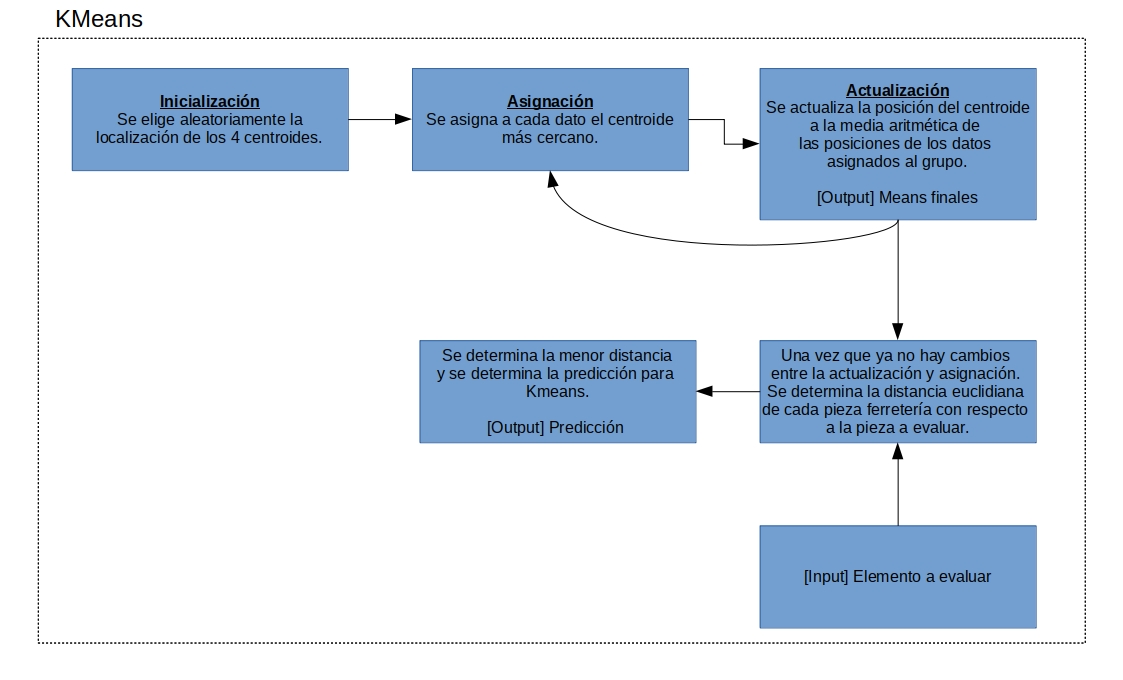 KMeans
Inicialización
Se elige aleatoriamente la
localización de los 4 centroides.
Asignación
Se asigna a cada dato el centroide
más cercano.
Actualización
Se actualiza la posición del centroide
a la media aritmética de
las posiciones de los datos
asignados al grupo.
[Output] Means finales
Se determina la menor distancia
y se determina la predicción para
Kmeans.
[Output] Predicción
Una vez que ya no hay cambios
entre la actualización y asignación.
Se determina la distancia euclidiana
de cada pieza ferretería con respecto
a la pieza a evaluar.
[Input] Elemento a evaluar